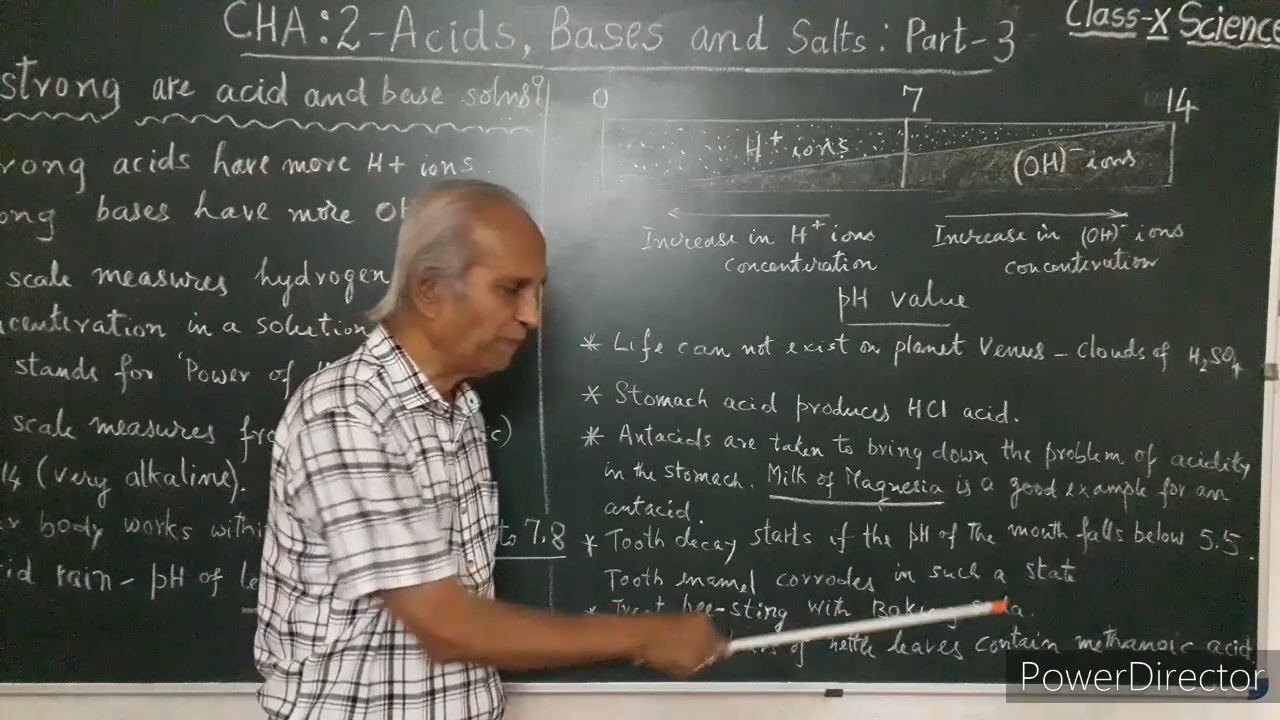 CHA:2-Acids, Bases and Salts: Part-3
Class-X Science
strong are acid and base solns?
rong acids have more H+ ions
ong bases have more OH
scale measures hydrogen
centration in a solution
stands for 'Power of
scale measures fr c)
14 (very alkaline).
r body works within to 7.8
id rain - pH of le
0 7 14
H+ ions
(OH)- ions
Increase in H+ ions
concentration
Increase in (OH)- ions
concentration
pH value
* Life can not exist on planet Venus - clouds of H2SO4
* Stomach acid produces HCl acid.
* Antacids are taken to bring down the problem of acidity
in the stomach. Milk of Magnesia is a good example for an
antacid.
* Tooth decay starts if the pH of the mouth falls below 5.5.
Tooth enamel corrodes in such a state
* Treat bee-sting with Baking Soda.
of nettle leaves contain methanoic acid
PowerDirector